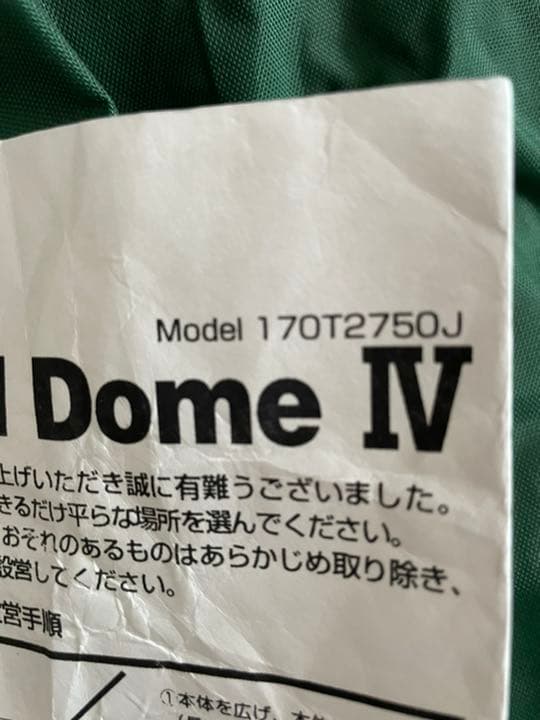 Model 170T2750J
Dome IV
上げいただき誠に有難うございました。
きるだけ平らな場所を選んでください。
おそれのあるものはあらかじめ取り除き、
設営してください。
営手順
①本体を広げ、本